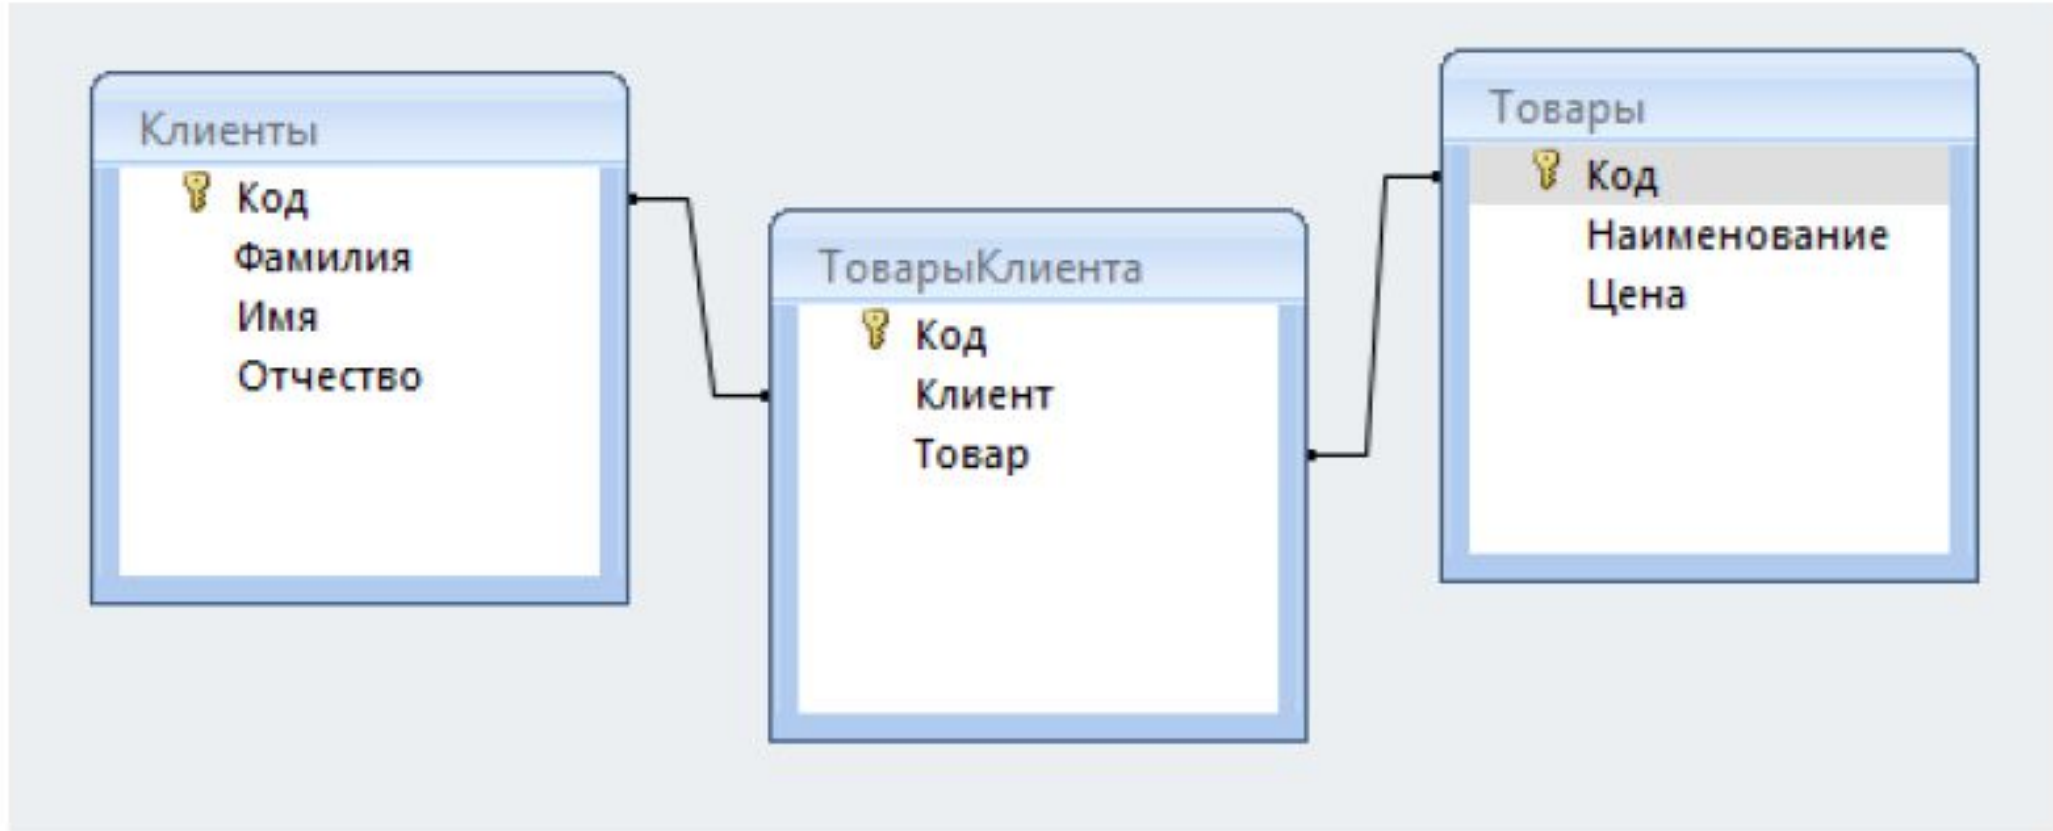 Клиенты
Код
Фамилия
Имя
Отчество
ТоварыКлиента
Код
Клиент
Товар
Товары
Код
Наименование
Цена